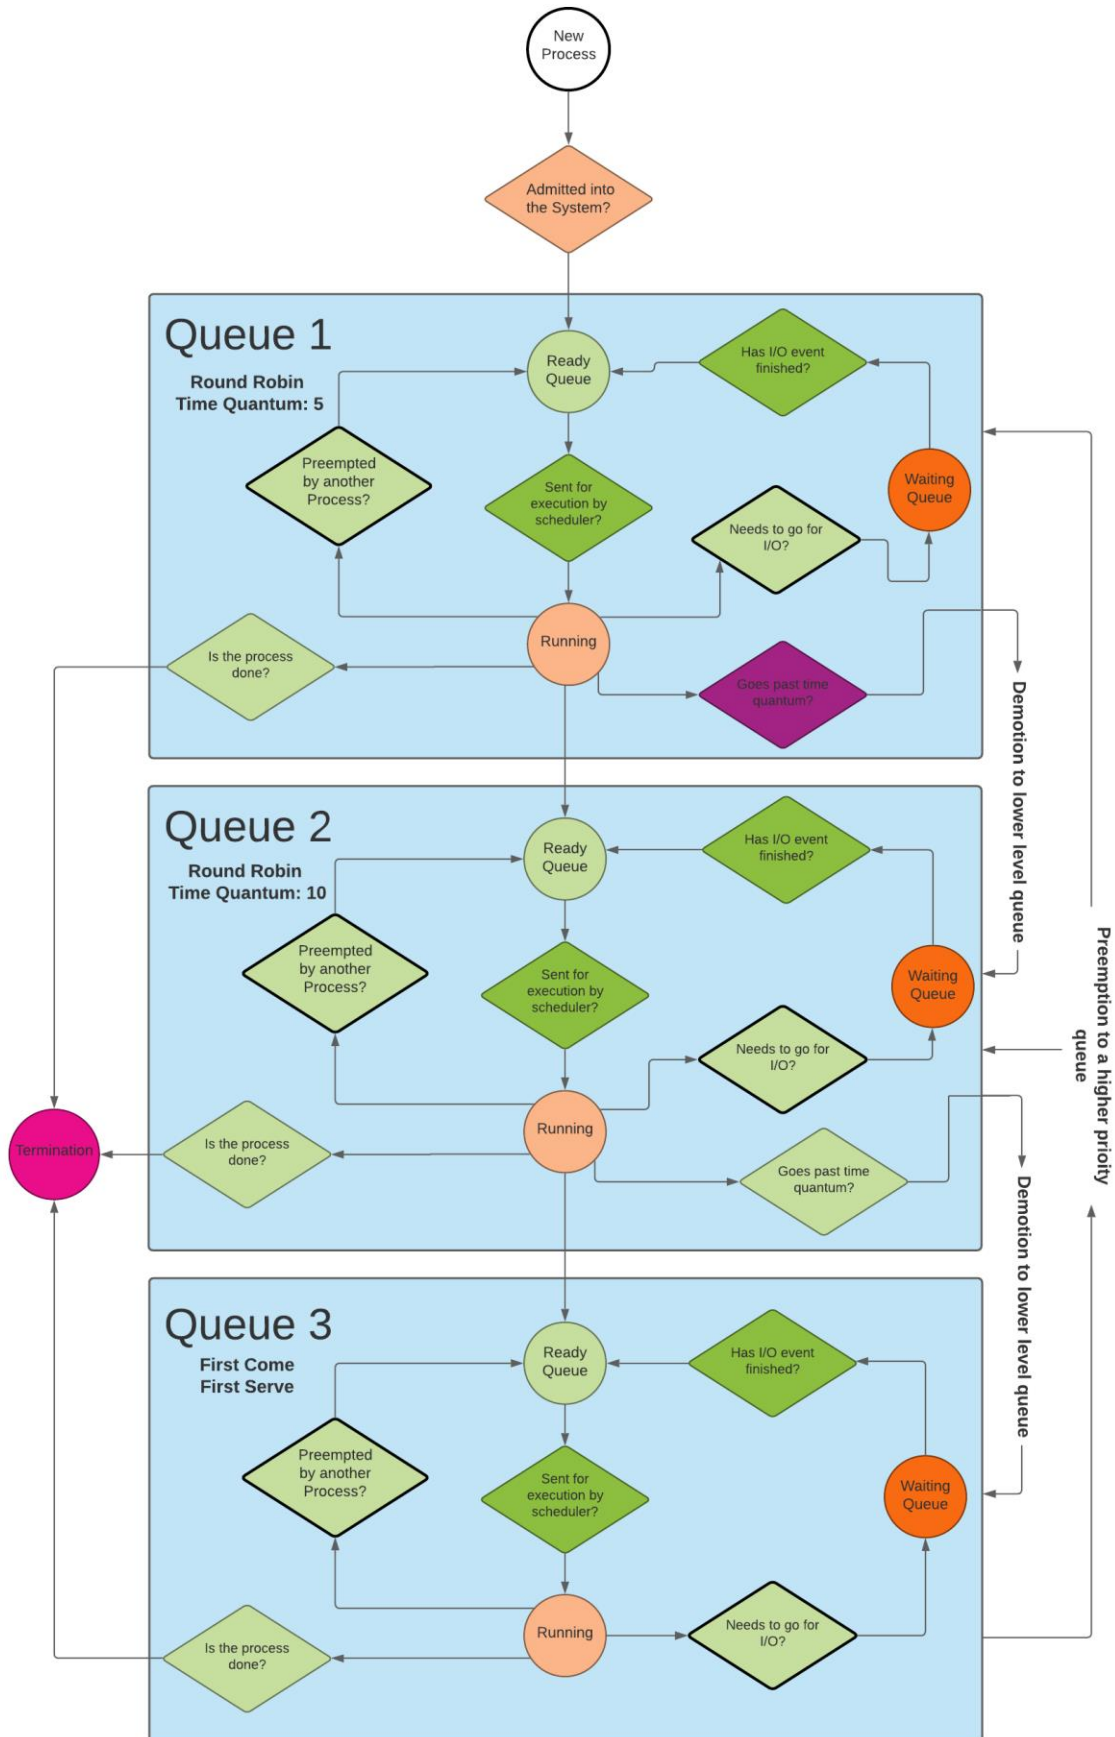 New
Process
Admitted into
the System?
Queue 1
Round Robin
Time Quantum: 5
Ready
Queue
Has I/O event
finished?
Preempted
by another
Process?
Sent for
execution by
scheduler?
Waiting
Queue
Needs to go for
I/O?
Running
Is the process
done?
Goes past time
quantum?
Demotion to lower level queue
Queue 2
Round Robin
Time Quantum: 10
Ready
Queue
Has I/O event
finished?
Preempted
by another
Process?
Sent for
execution by
scheduler?
Waiting
Queue
Needs to go for
I/O?
Running
Is the process
done?
Goes past time
quantum?
Termination
Preemption to a higher prioity
queue
Demotion to lower level queue
Queue 3
First Come
First Serve
Ready
Queue
Has I/O event
finished?
Preempted
by another
Process?
Sent for
execution by
scheduler?
Waiting
Queue
Needs to go for
I/O?
Running
Is the process
done?